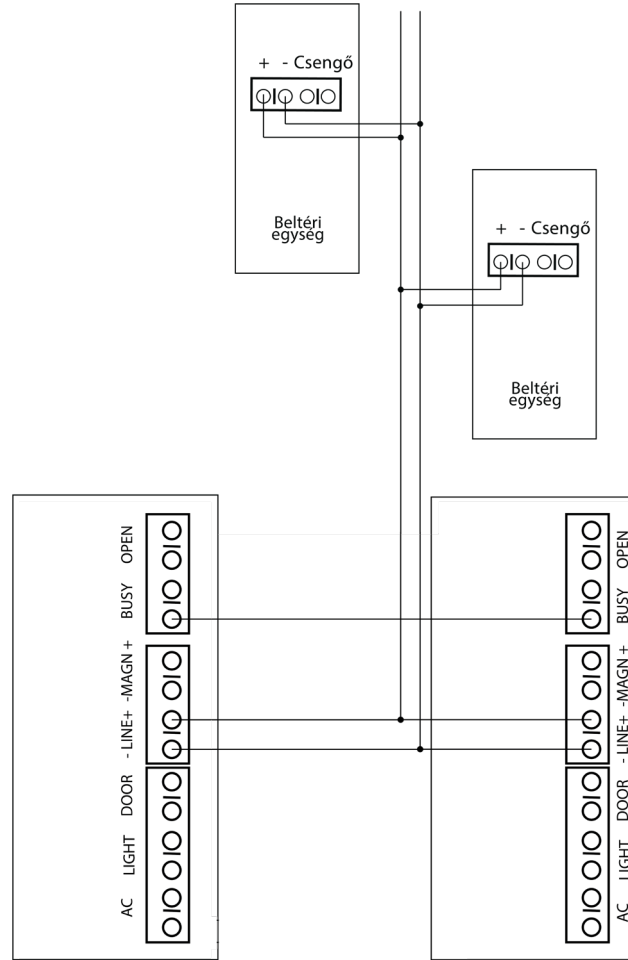 + - Csengő
Beltéri
egység
+ - Csengő
Beltéri
egység
OPEN
BUSY
-MAGN +
- LINE+
DOOR
LIGHT
AC
OPEN
BUSY
-MAGN +
- LINE+
DOOR
LIGHT
AC